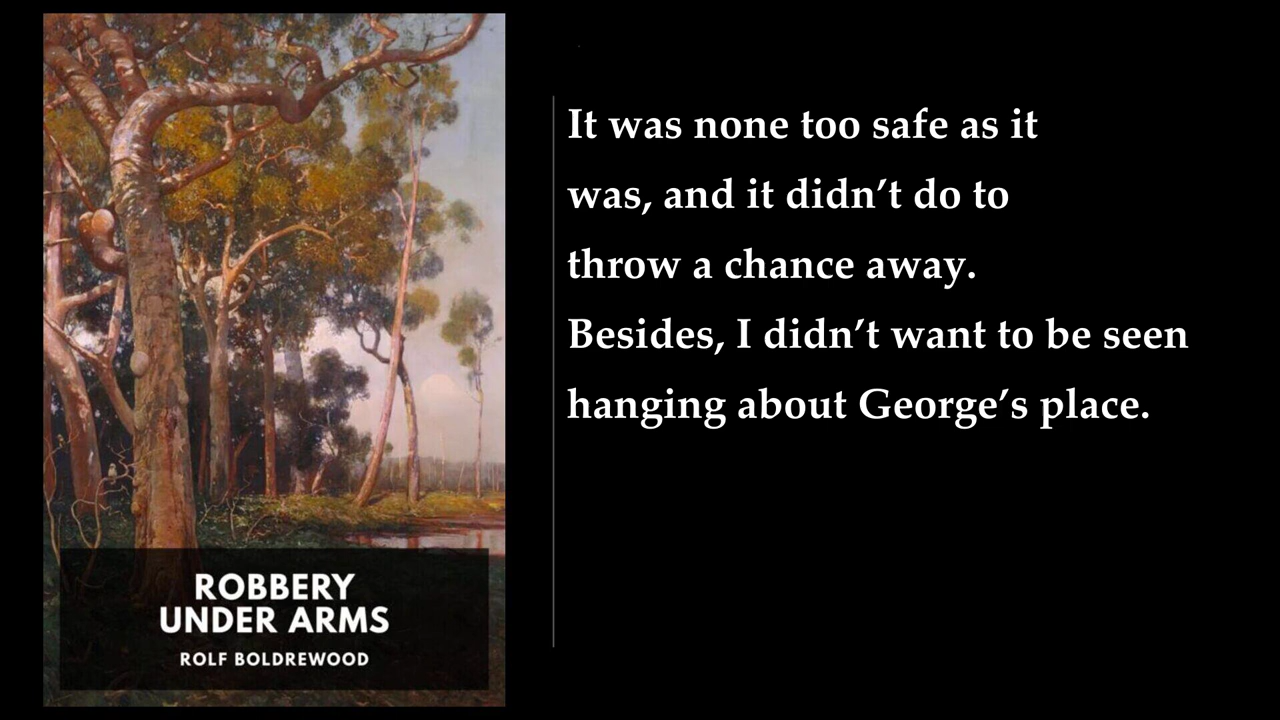 It was none too safe as it
was, and it didn’t do to
throw a chance away.
Besides, I didn’t want to be seen
hanging about George’s place.
ROBBERY
UNDER ARMS
ROLF BOLDREWOOD